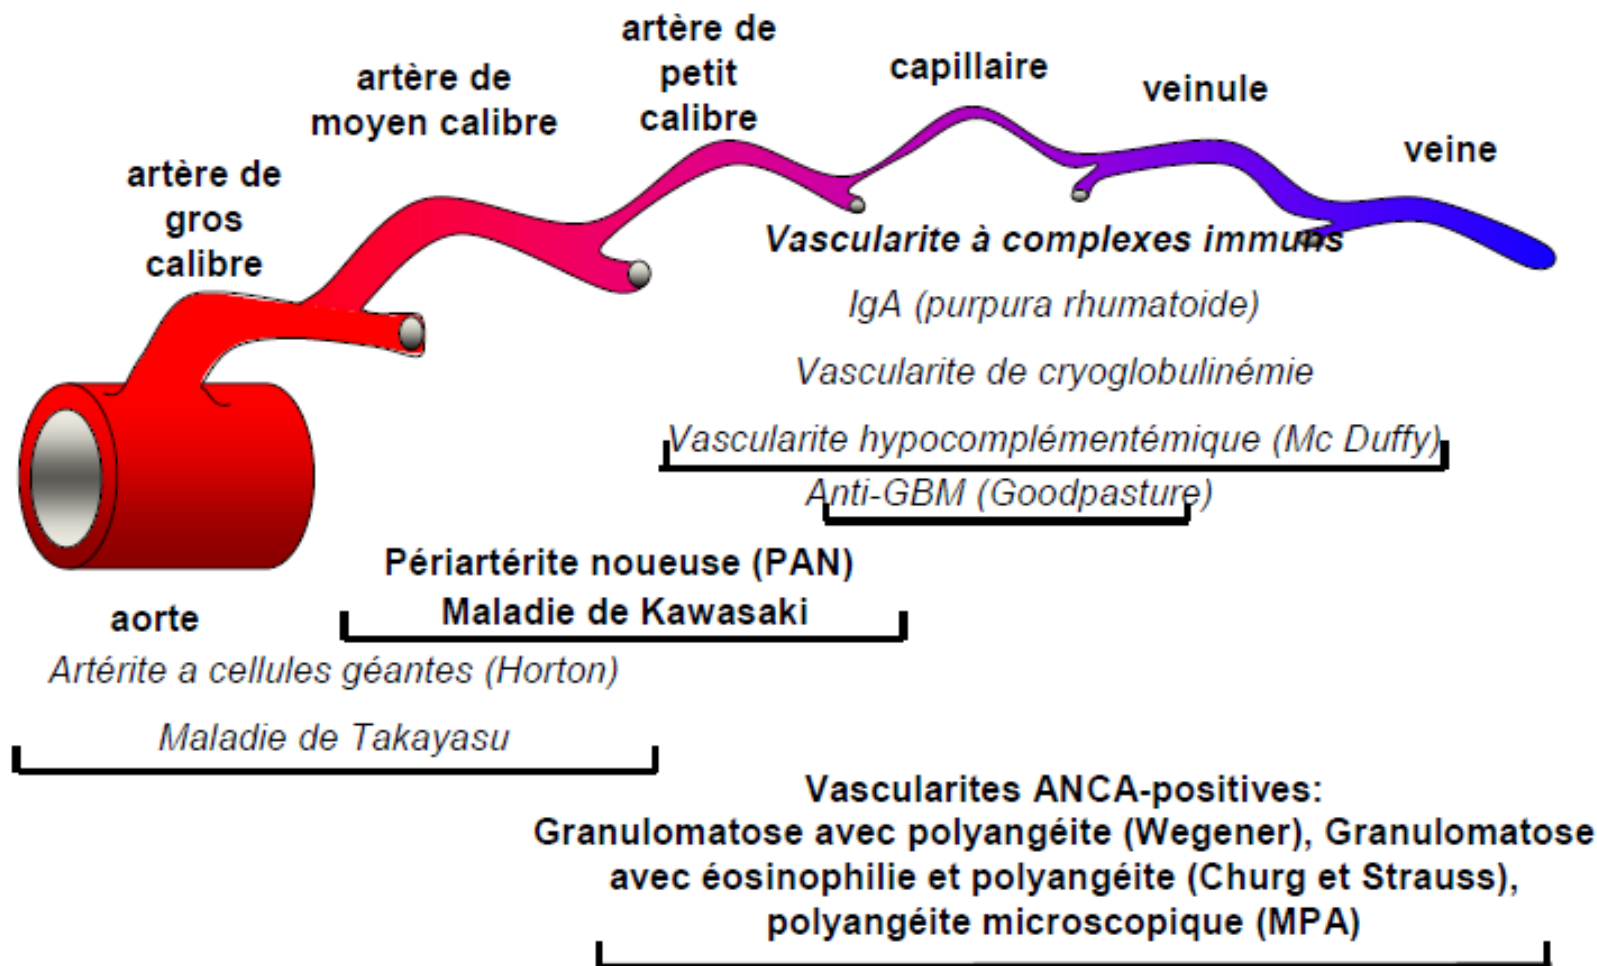 artère de
petit
calibre
artère de
moyen calibre
capillaire
veinule
veine
artère de
gros
calibre
Vascularite à complexes immuns
IgA (purpura rhumatoide)
Vascularite de cryoglobulinémie
Vascularite hypocomplémentémique (Mc Duffy)
Anti-GBM (Goodpasture)
Périartérite noueuse (PAN)
Maladie de Kawasaki
aorte
Artérite a cellules géantes (Horton)
Maladie de Takayasu
Vascularites ANCA-positives:
Granulomatose avec polyangéite (Wegener), Granulomatose
avec éosinophilie et polyangéite (Churg et Strauss),
polyangéite microscopique (MPA)